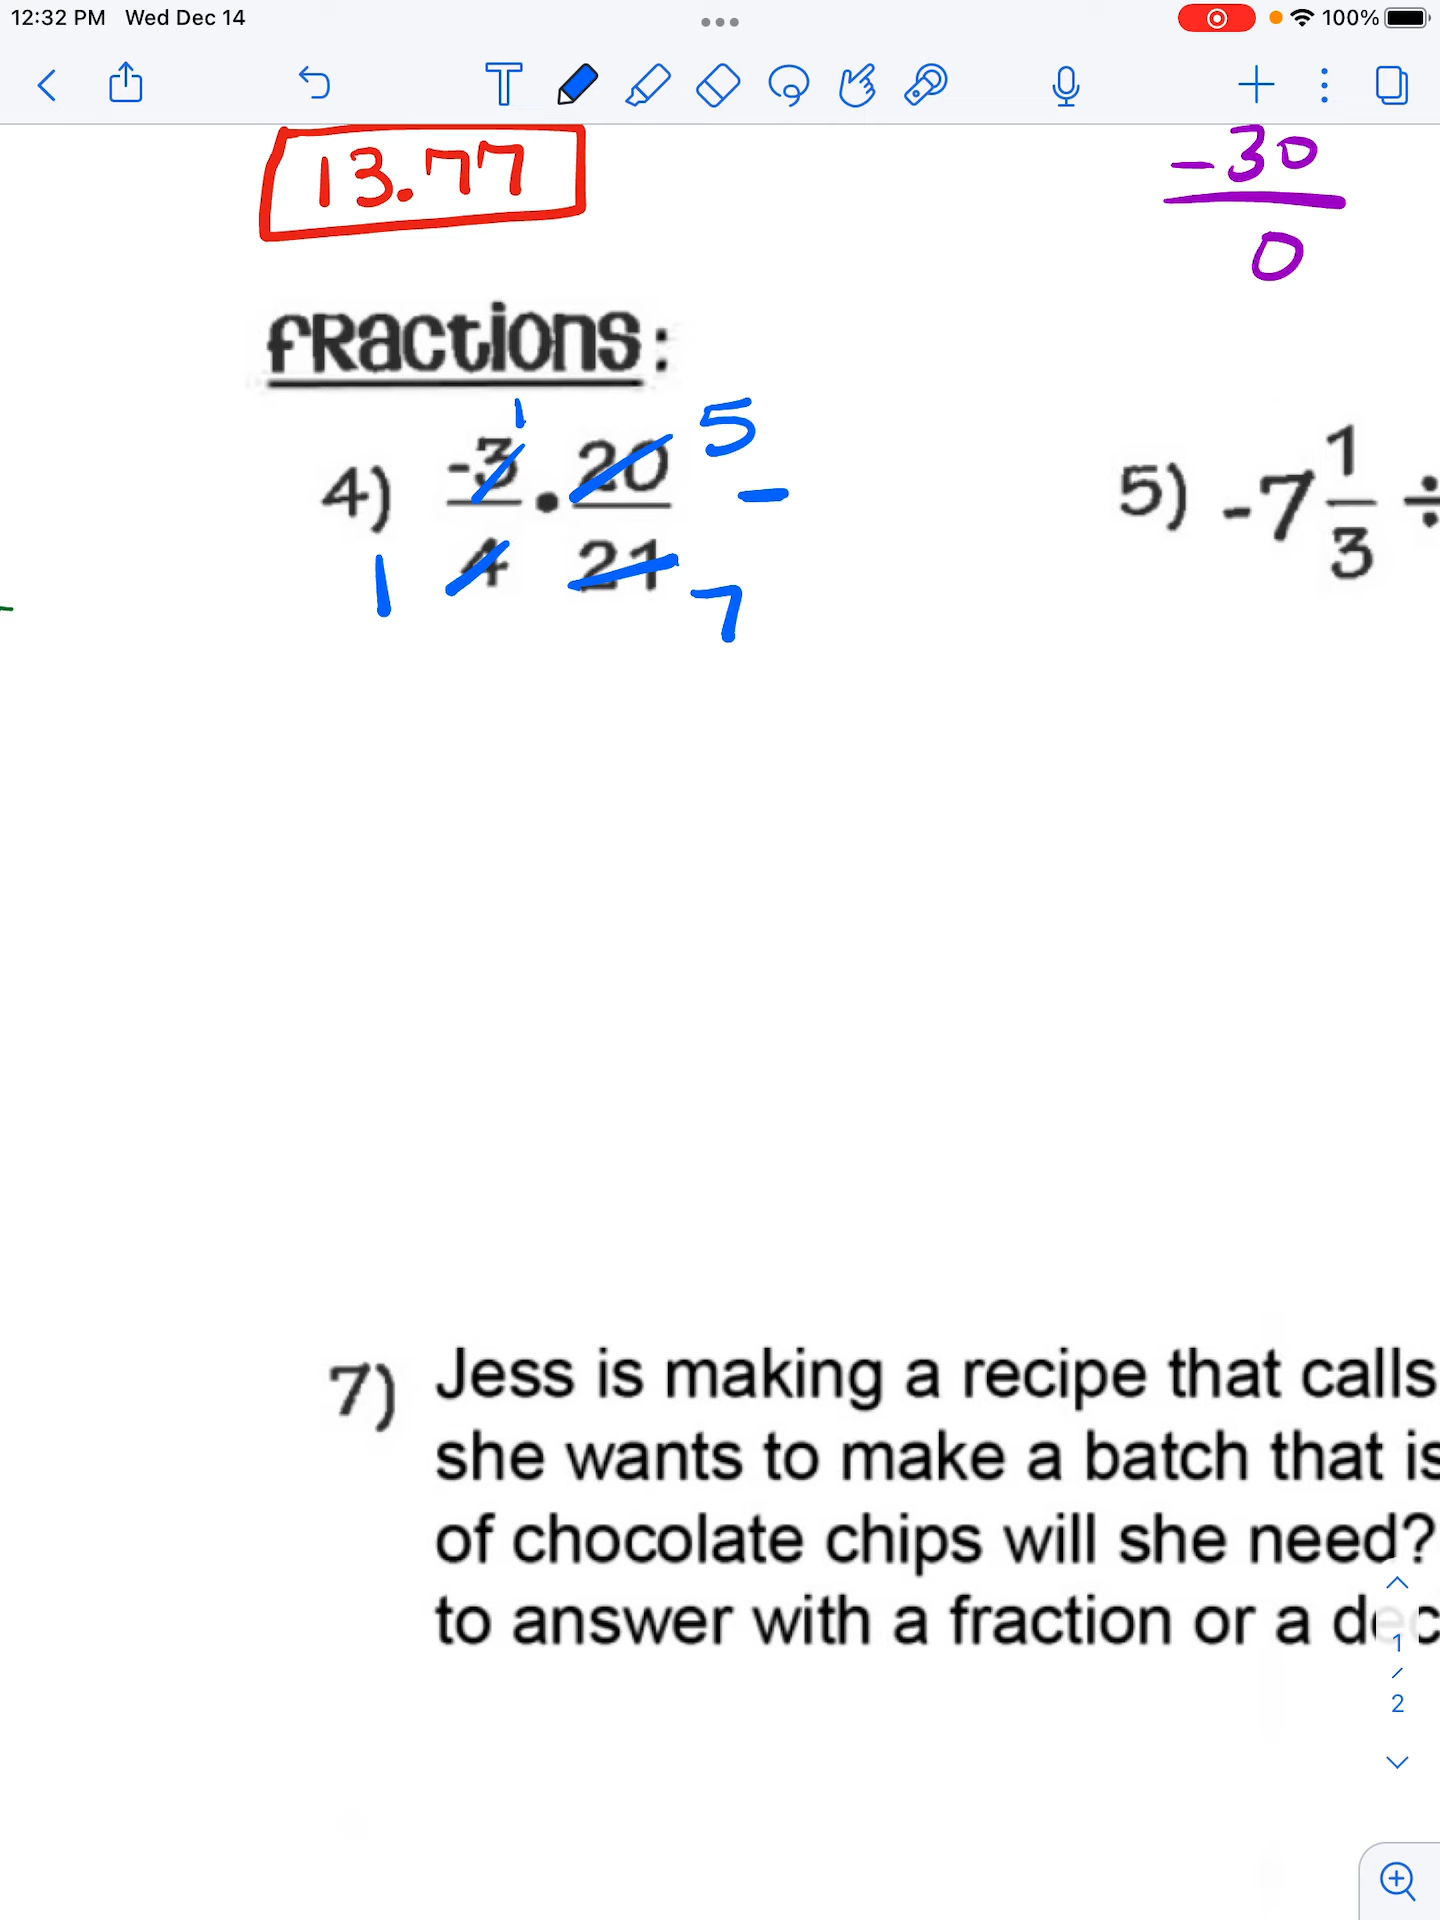 12:32 PM Wed Dec 14
100%
13.77
-30
0
fRactions:
1
5
4) -3/4 • 20/21 -
1
7
5) -7 1/3 ÷
7) Jess is making a recipe that calls
she wants to make a batch that is
of chocolate chips will she need?
to answer with a fraction or a dec
1
/
2